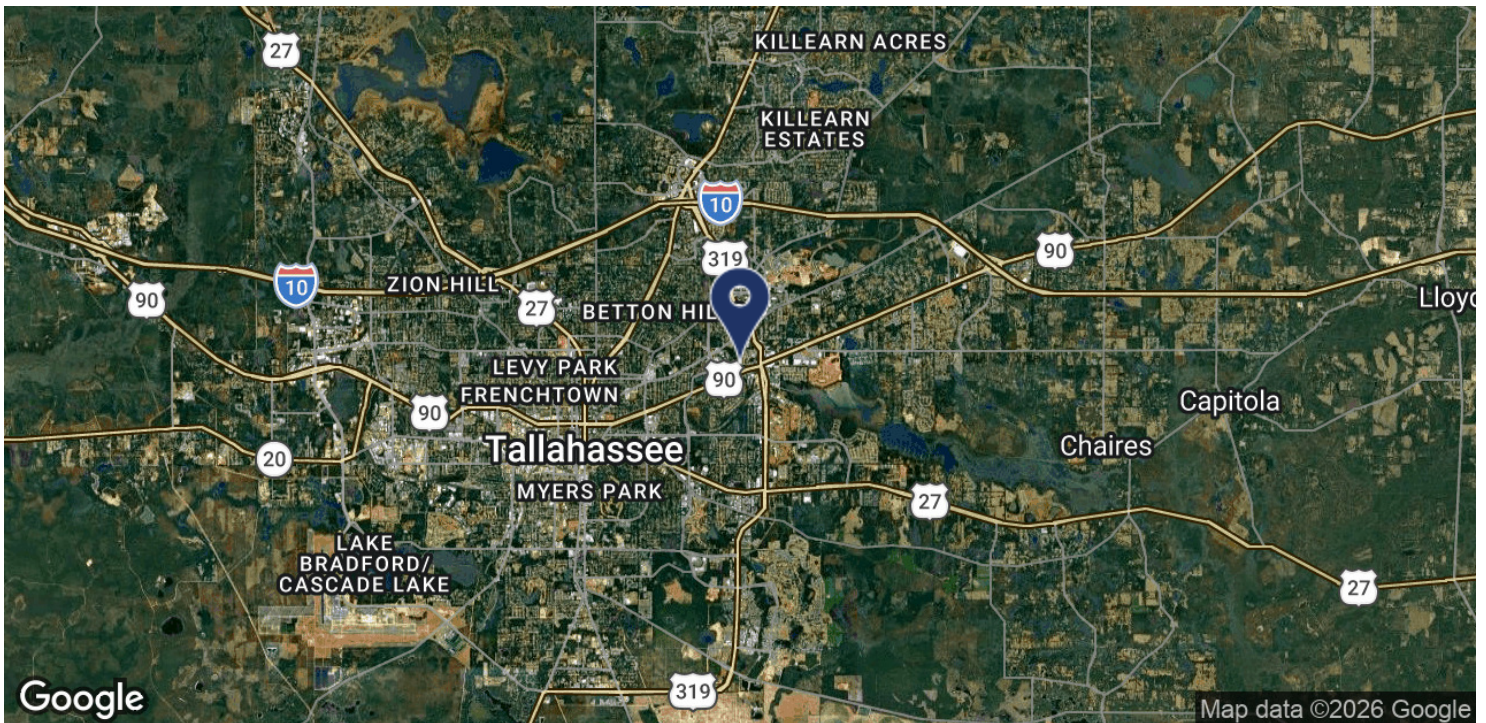 27
KILLEARN ACRES
KILLEARN
ESTATES
10
319
90
10
ZION HILL
27
90
BETTON HIL
Lloyd
LEVY PARK
90
FRENCHTOWN
90
Capitola
20
Tallahassee
Chaires
MYERS PARK
27
LAKE
BRADFORD/
CASCADE LAKE
27
319
Google
Map data ©2026 Google